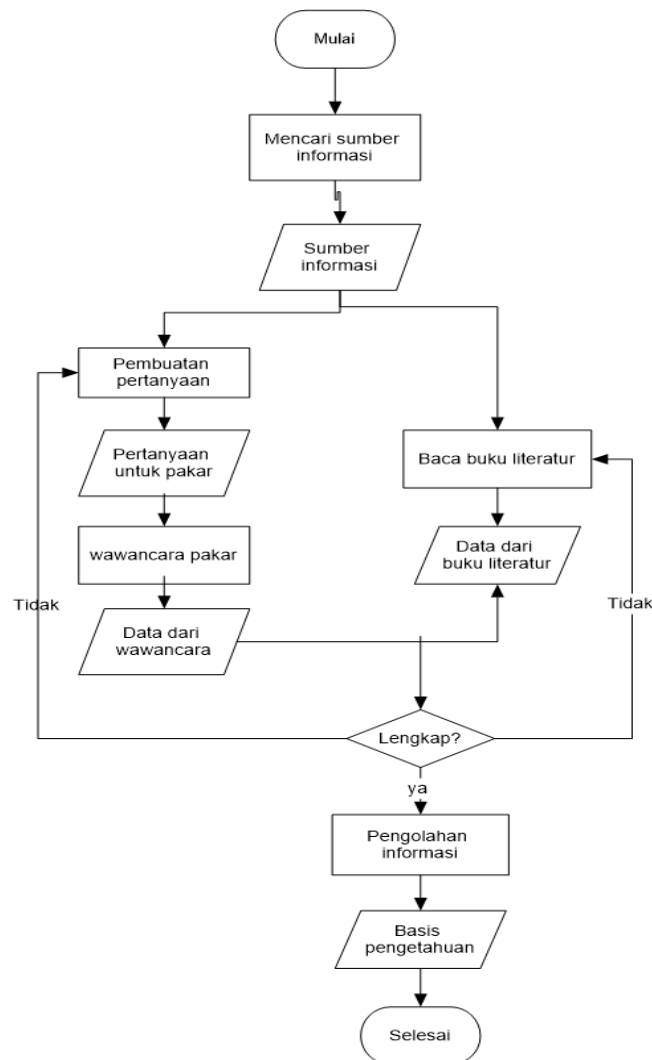 Mulai
Mencari sumber
informasi
Sumber
informasi
Pembuatan
pertanyaan
Pertanyaan
untuk pakar
Baca buku literatur
wawancara pakar
Data dari
buku literatur
Tidak
Tidak
Data dari
wawancara
Lengkap?
ya
Pengolahan
informasi
Basis
pengetahuan
Selesai